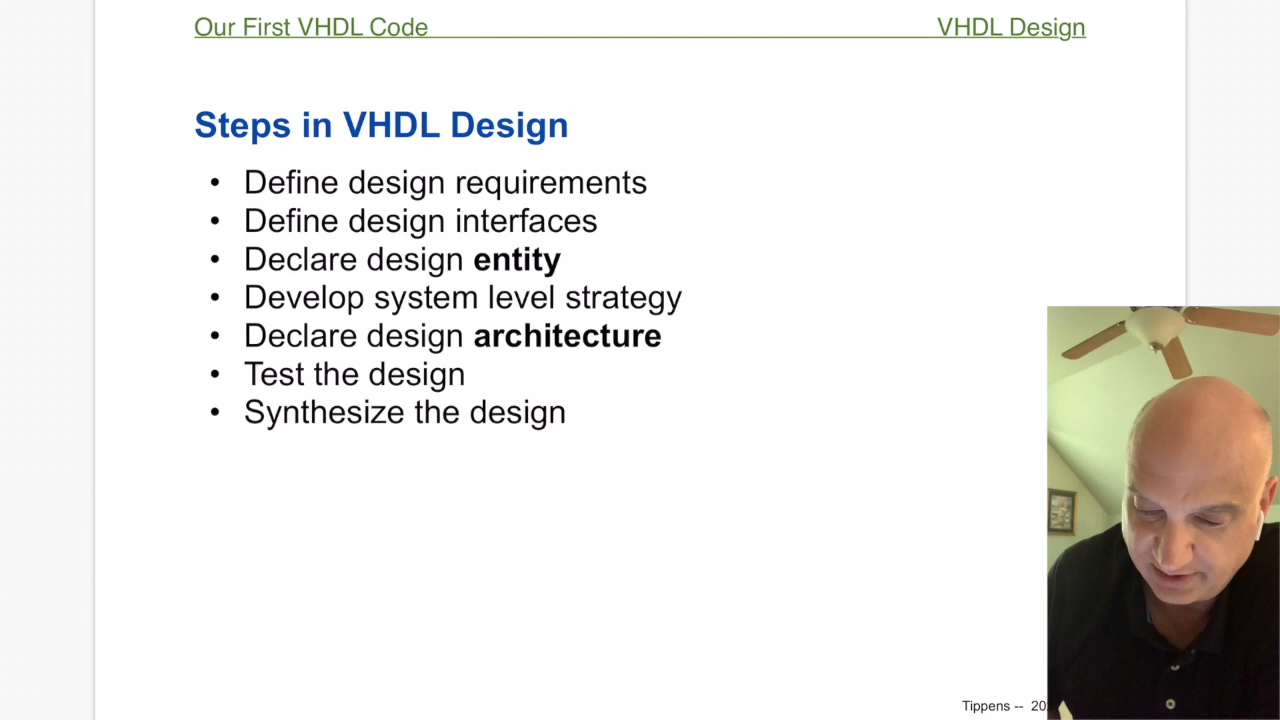 Our First VHDL Code VHDL Design
Steps in VHDL Design
• Define design requirements
• Define design interfaces
• Declare design entity
• Develop system level strategy
• Declare design architecture
• Test the design
• Synthesize the design
Tippens --